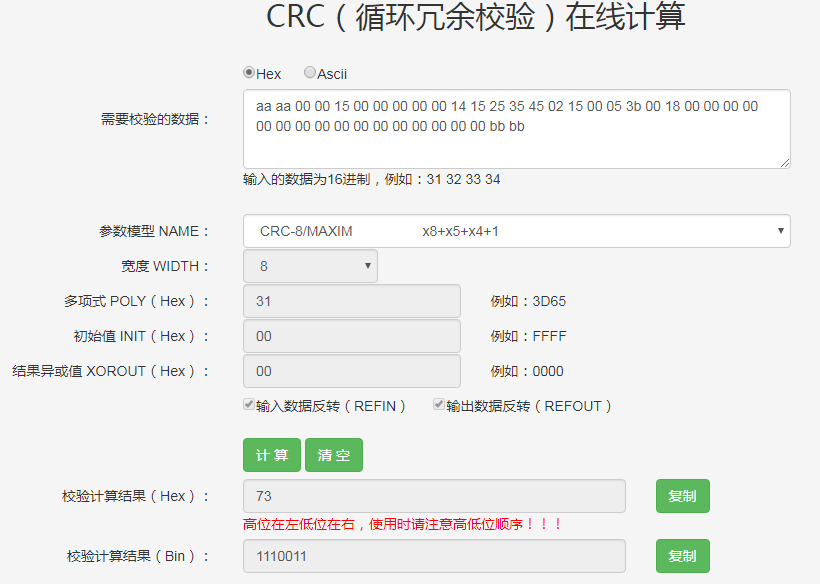 CRC（循环冗余校验）在线计算
Hex Ascii
需要校验的数据：
aa aa 00 00 15 00 00 00 00 00 14 15 25 35 45 02 15 00 05 3b 00 18 00 00 00 00
00 00 00 00 00 00 00 00 00 00 00 00 bb bb
输入的数据为16进制，例如：31 32 33 34
参数模型 NAME： CRC-8/MAXIM x8+x5+x4+1
宽度 WIDTH： 8
多项式 POLY（Hex）： 31 例如：3D65
初始值 INIT（Hex）： 00 例如：FFFF
结果异或值 XOROUT（Hex）： 00 例如：0000
输入数据反转（REFIN） 输出数据反转（REFOUT）
计算 清空
校验计算结果（Hex）： 73 复制
高位在左低位在右，使用时请注意高低位顺序！！！
校验计算结果（Bin）： 1110011 复制